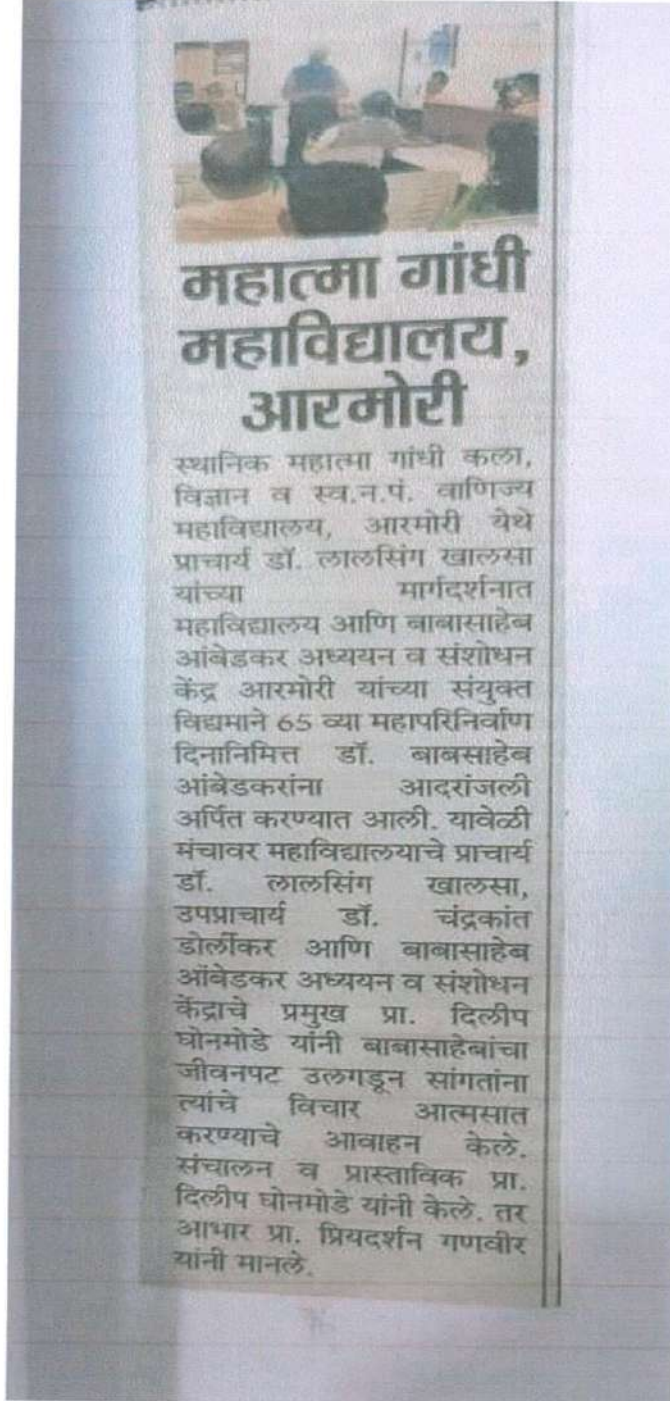 महात्मा गांधी
महाविद्यालय,
आरमोरी
स्थानिक महात्मा गांधी कला,
विज्ञान व स्व.न.पं. वाणिज्य
महाविद्यालय, आरमोरी येथे
प्राचार्य डॉ. लालसिंग खालसा
यांच्या मार्गदर्शनात
महाविद्यालय आणि बाबासाहेब
आंबेडकर अध्ययन व संशोधन
केंद्र आरमोरी यांच्या संयुक्त
विद्यमाने 65 व्या महापरिनिर्वाण
दिनानिमित्त डॉ. बाबसाहेब
आंबेडकरांना आदरांजली
अर्पित करण्यात आली. यावेळी
मंचावर महाविद्यालयाचे प्राचार्य
डॉ. लालसिंग खालसा,
उपप्राचार्य डॉ. चंद्रकांत
डोर्लीकर आणि बाबासाहेब
आंबेडकर अध्ययन व संशोधन
केंद्राचे प्रमुख प्रा. दिलीप
घोनमोडे यांनी बाबासाहेबांचा
जीवनपट उलगडून सांगतांना
त्यांचे विचार आत्मसात
करण्याचे आवाहन केले.
संचालन व प्रास्ताविक प्रा.
दिलीप घोनमोडे यांनी केले. तर
आभार प्रा. प्रियदर्शन गणवीर
यांनी मानले.